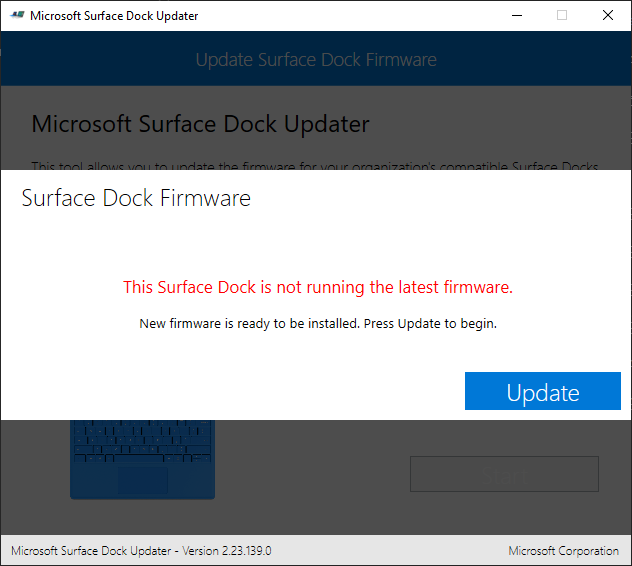 Microsoft Surface Dock Updater
Update Surface Dock Firmware
Microsoft Surface Dock Updater
This tool allows you to update the firmware for your organization's compatible Surface Docks
Surface Dock Firmware
This Surface Dock is not running the latest firmware.
New firmware is ready to be installed. Press Update to begin.
Update
Microsoft Surface Dock Updater - Version 2.23.139.0
Microsoft Corporation